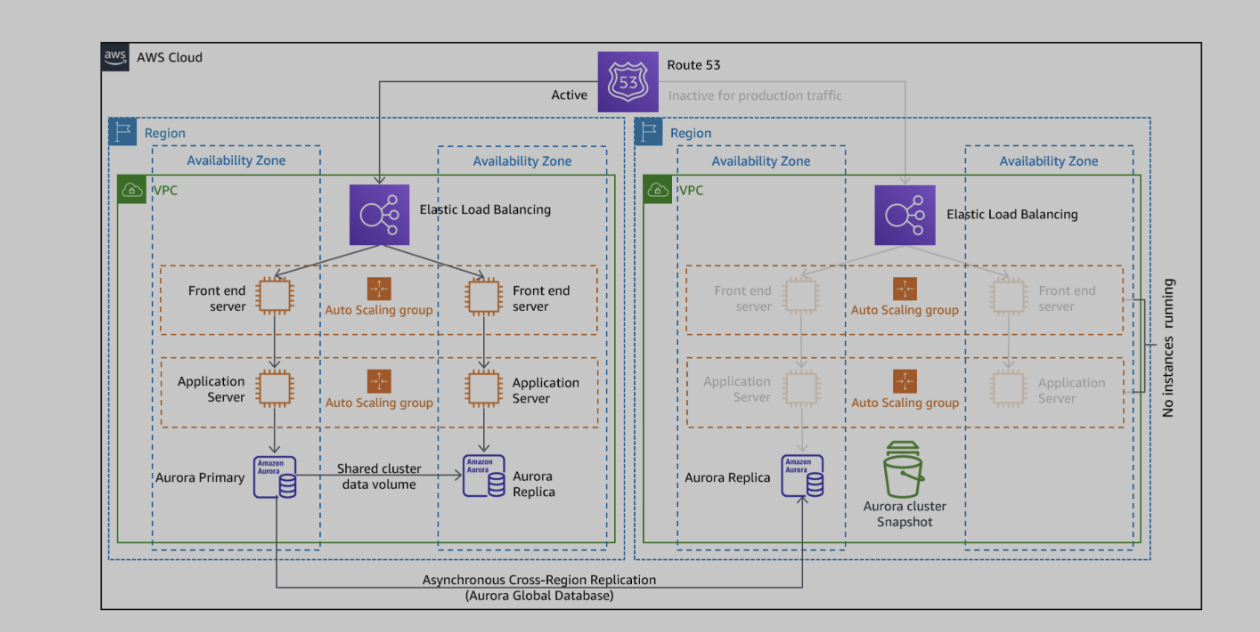 aws
AWS Cloud
53
Route 53
Active
Inactive for production traffic
Region
Availability Zone
Availability Zone
VPC
Elastic Load Balancing
Front end
server
Auto Scaling group
Front end
server
Application
Server
Auto Scaling group
Application
Server
Aurora Primary
Amazon
Aurora
Shared cluster
data volume
Amazon
Aurora
Aurora
Replica
Region
Availability Zone
Availability Zone
VPC
Elastic Load Balancing
Front end
server
Auto Scaling group
Front end
server
Application
Server
Auto Scaling group
Application
Server
No instances running
Aurora Replica
Amazon
Aurora
Aurora cluster
Snapshot
Asynchronous Cross-Region Replication
(Aurora Global Database)